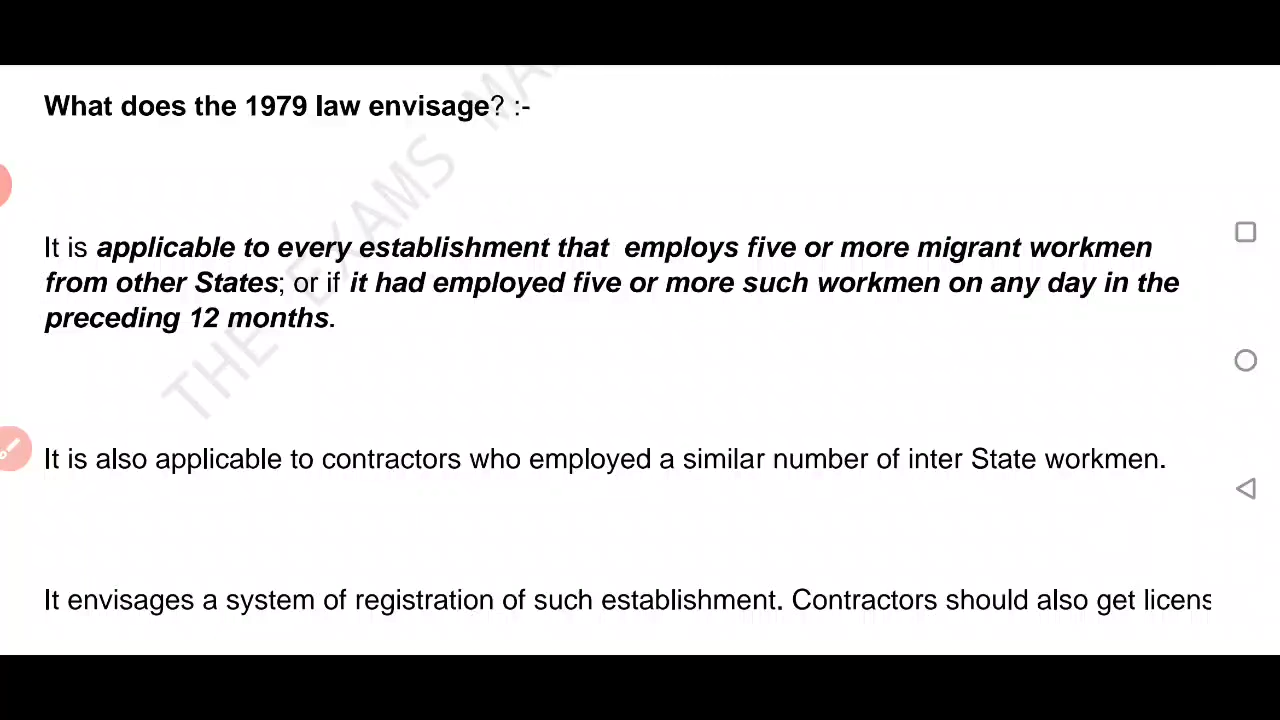 What does the 1979 law envisage? :-
It is applicable to every establishment that employs five or more migrant workmen
from other States; or if it had employed five or more such workmen on any day in the
preceding 12 months.
It is also applicable to contractors who employed a similar number of inter State workmen.
It envisages a system of registration of such establishment. Contractors should also get licens
THE EXAMS